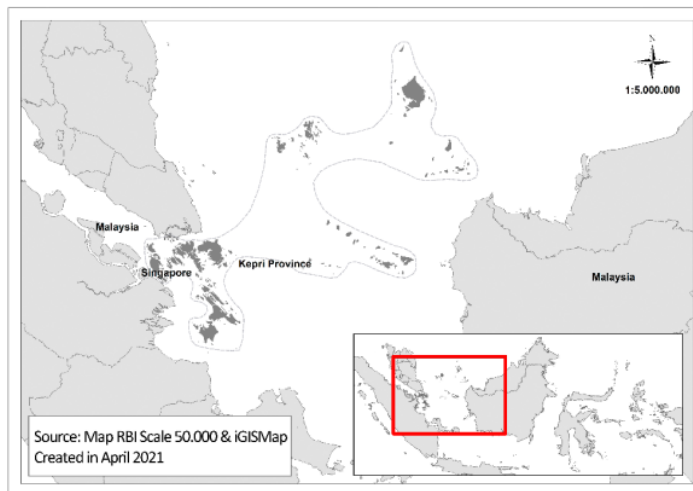 N
1:5.000.000
Malaysia
Singapore
Kepri Province
Malaysia
Source: Map RBI Scale 50.000 & iGISMap
Created in April 2021